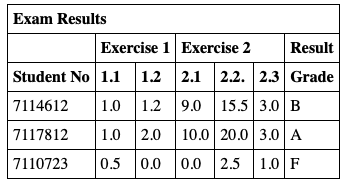 Exam Results
Exercise 1 Exercise 2 Result
Student No 1.1 1.2 2.1 2.2. 2.3 Grade
7114612 1.0 1.2 9.0 15.5 3.0 B
7117812 1.0 2.0 10.0 20.0 3.0 A
7110723 0.5 0.0 0.0 2.5 1.0 F